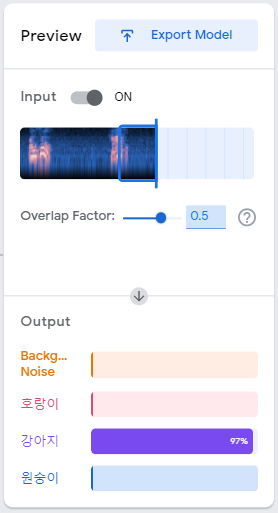 Preview
Export Model
Input
ON
Overlap Factor:
0.5
Output
Backg...
Noise
호랑이
강아지
97%
원숭이